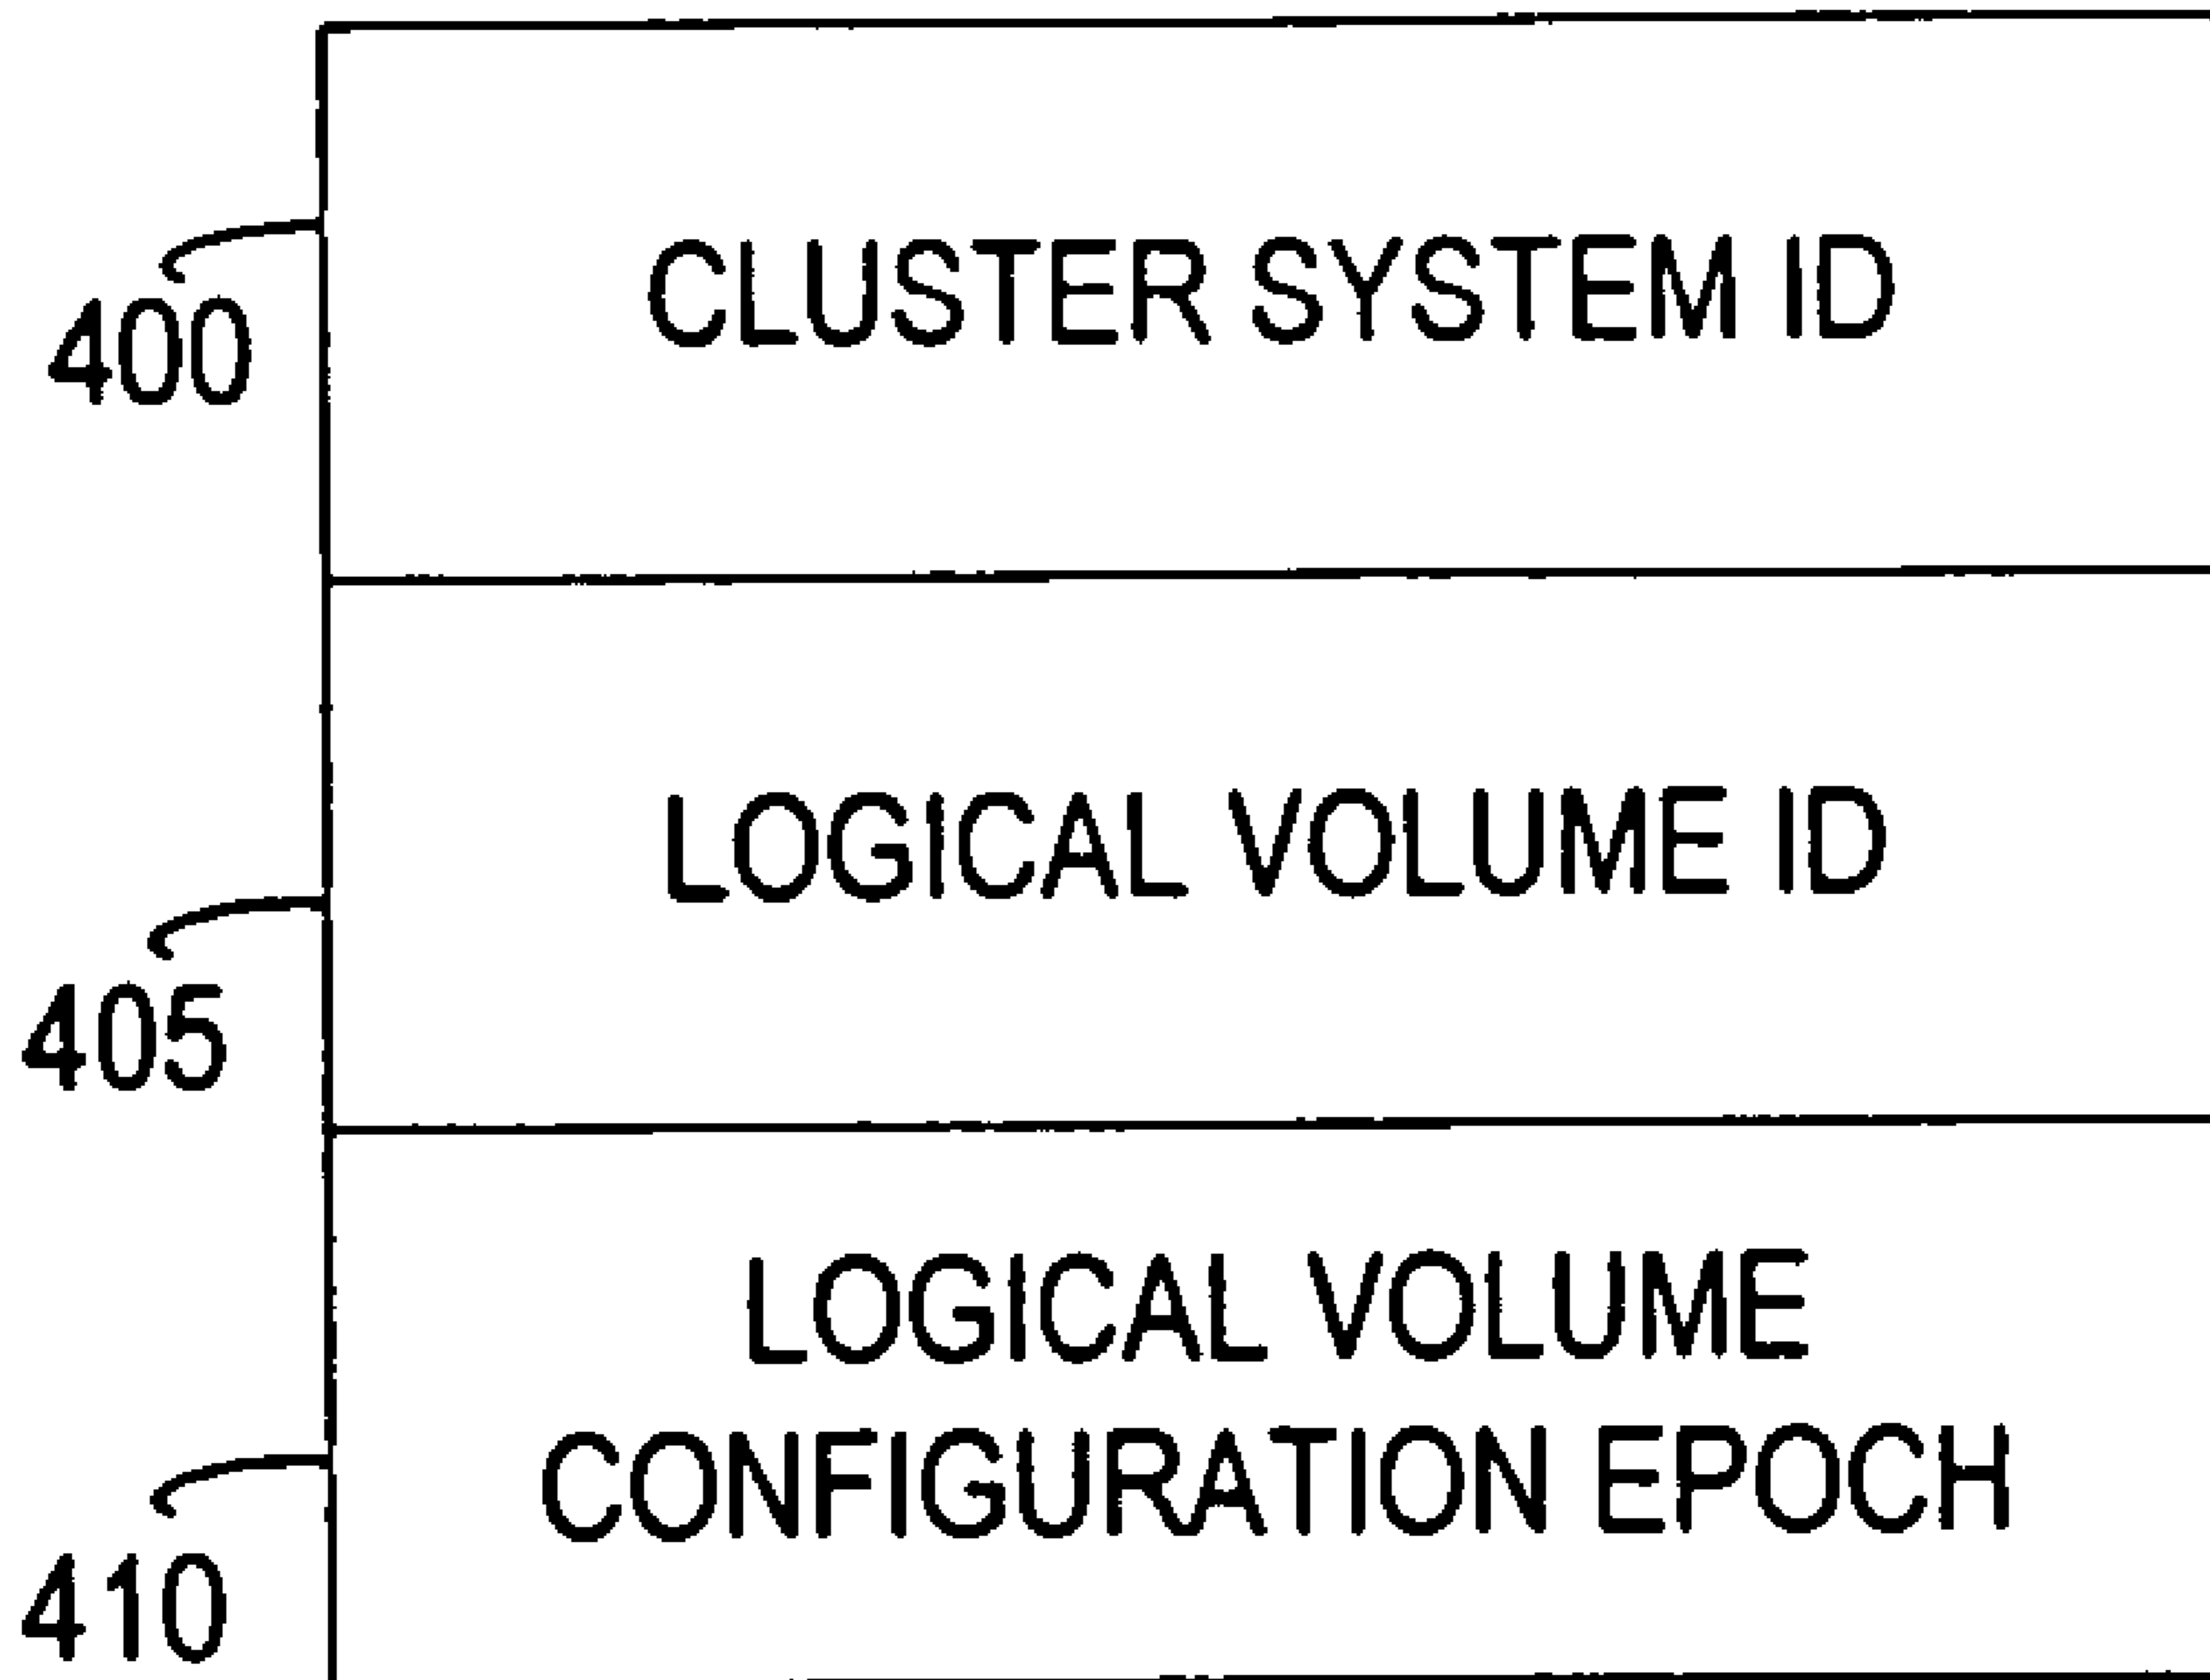 CLUSTER SYSTEM ID
400
LOGICAL VOLUME ID
405
LOGICAL VOLUME
CONFIGURATION EPOCH
410